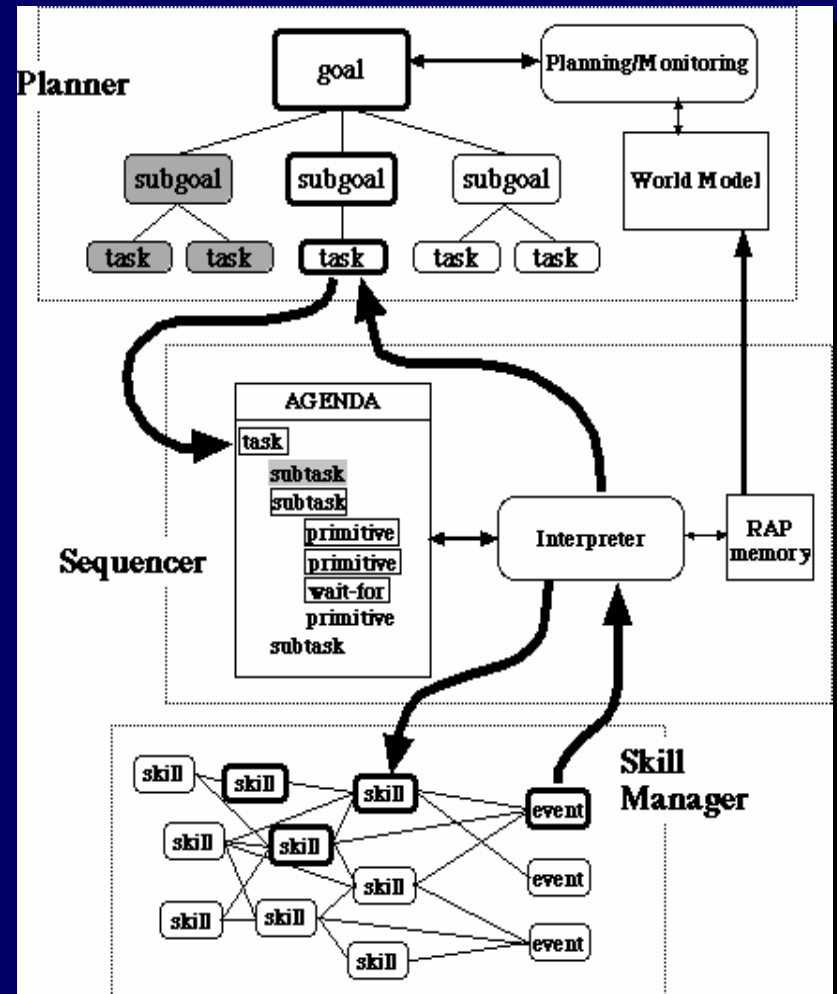 Planner
goal
Planning/Monitoring
subgoal
subgoal
subgoal
World Model
task
task
task
task
task
Sequencer
AGENDA
task
subtask
subtask
primitive
primitive
wait-for
primitive
subtask
Interpreter
RAP
memory
Skill
Manager
skill
skill
skill
event
skill
skill
skill
event
skill
skill
skill
event